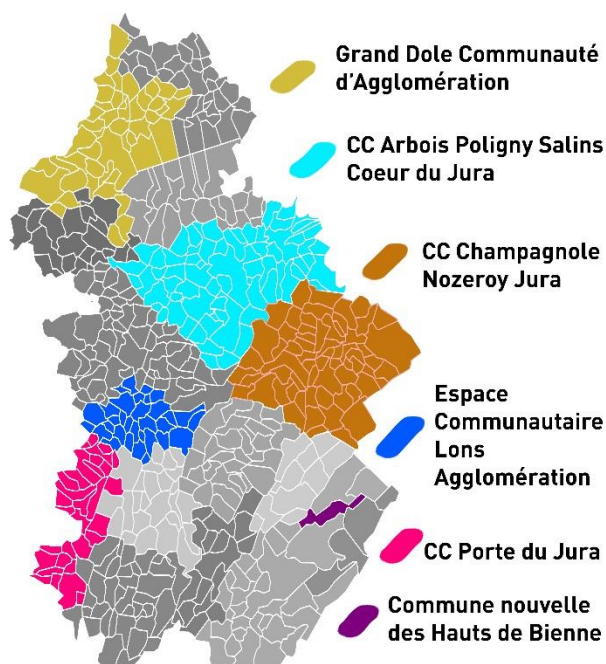 Grand Dole Communauté
d'Agglomération
CC Arbois Poligny Salins
Coeur du Jura
CC Champagnole
Nozeroy Jura
Espace
Communautaire
Lons
Agglomération
CC Porte du Jura
Commune nouvelle
des Hauts de Bienne